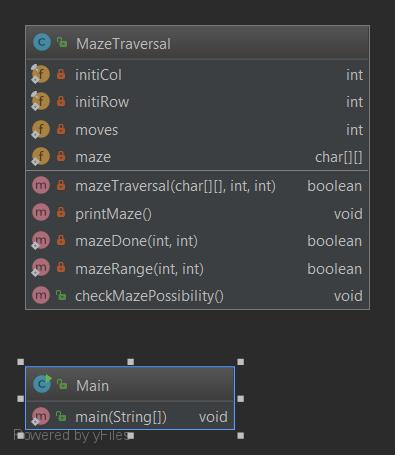 MazeTraversal
initiCol int
initiRow int
moves int
maze char[][]
mazeTraversal(char[][], int, int) boolean
printMaze() void
mazeDone(int, int) boolean
mazeRange(int, int) boolean
checkMazePossibility() void
Main
main(String[]) void
Powered by yFiles